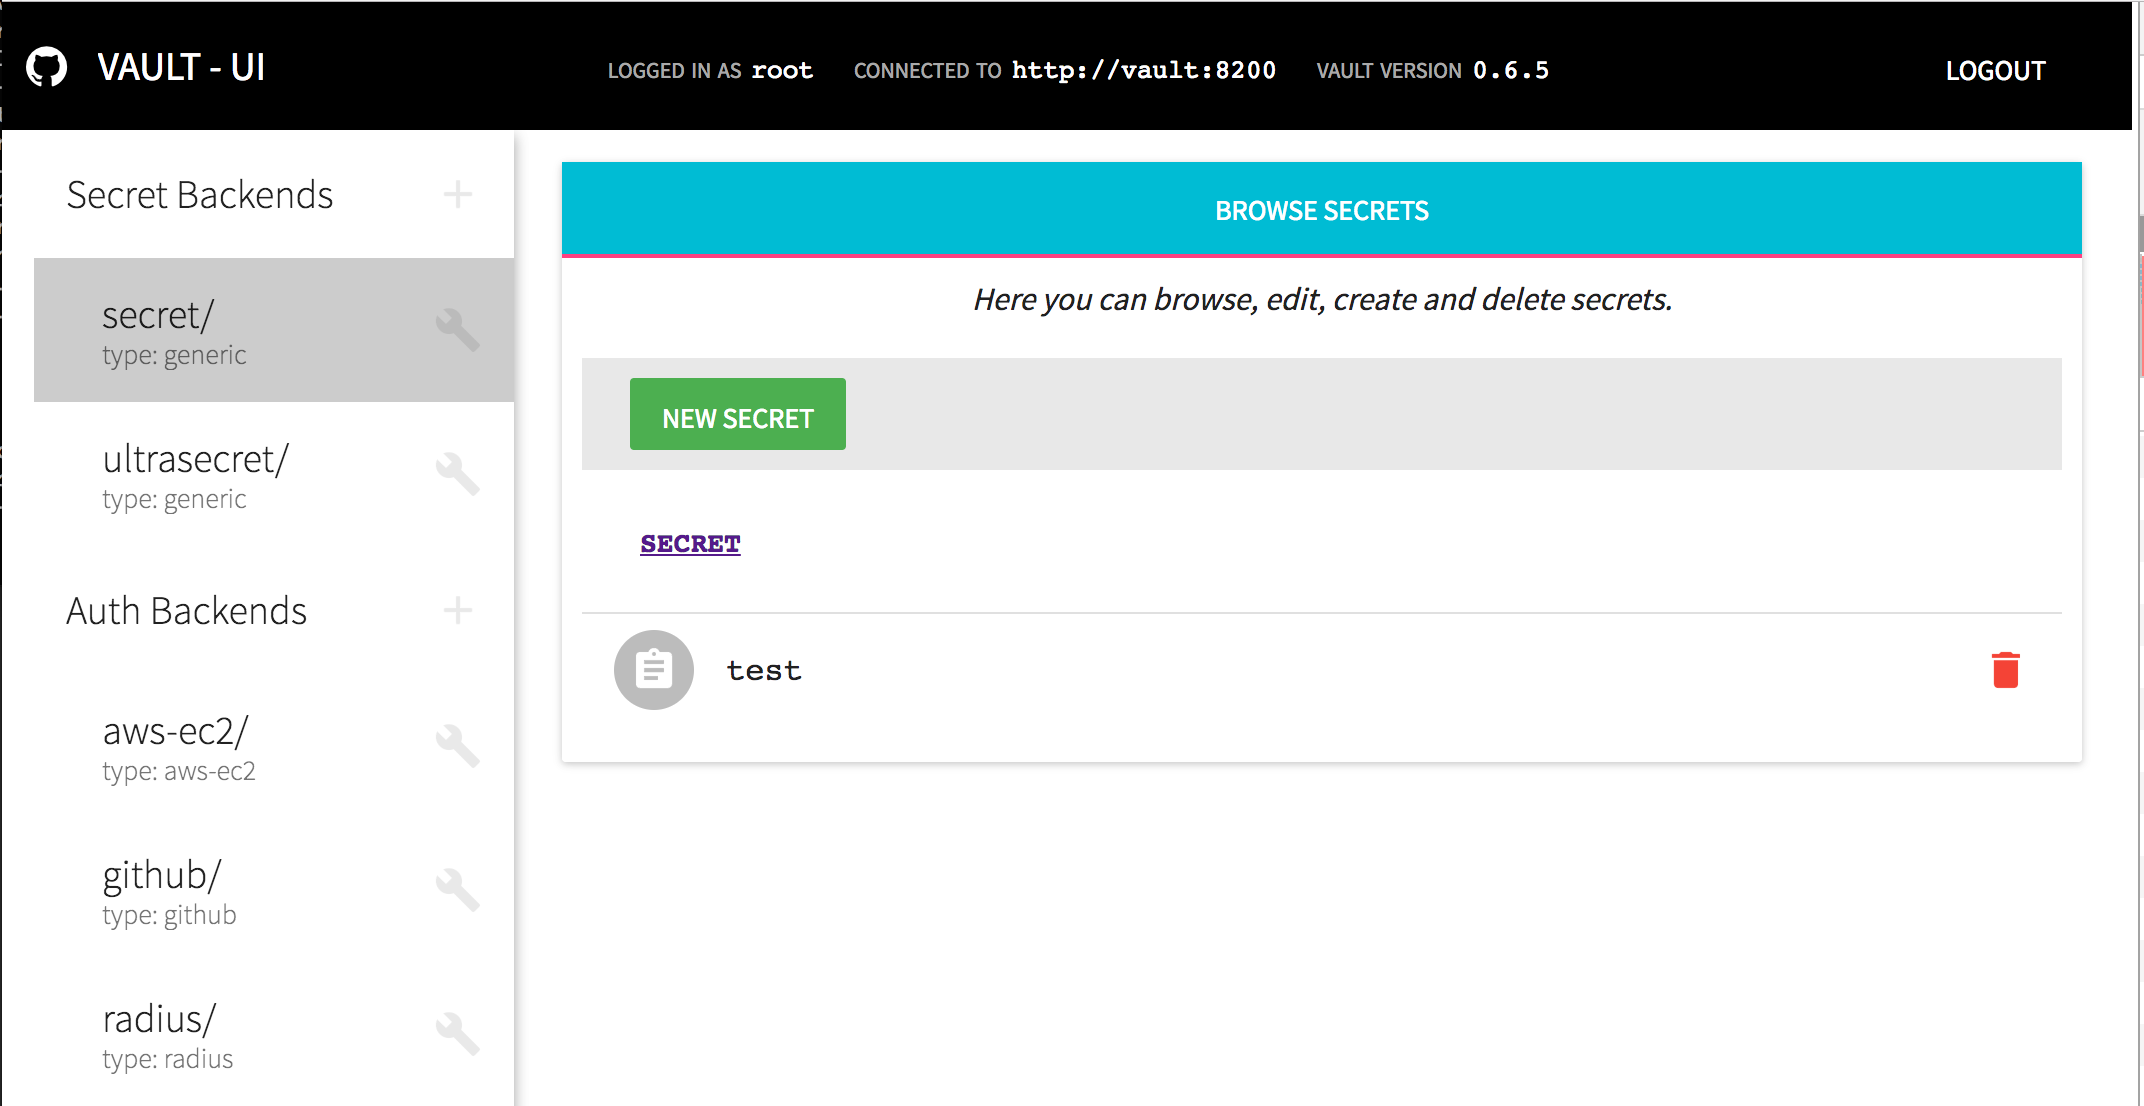 VAULT - UI
LOGGED IN AS root CONNECTED TO http://vault:8200 VAULT VERSION 0.6.5
LOGOUT
Secret Backends
secret/
type: generic
ultrasecret/
type: generic
Auth Backends
aws-ec2/
type: aws-ec2
github/
type: github
radius/
type: radius
BROWSE SECRETS
Here you can browse, edit, create and delete secrets.
NEW SECRET
SECRET
test